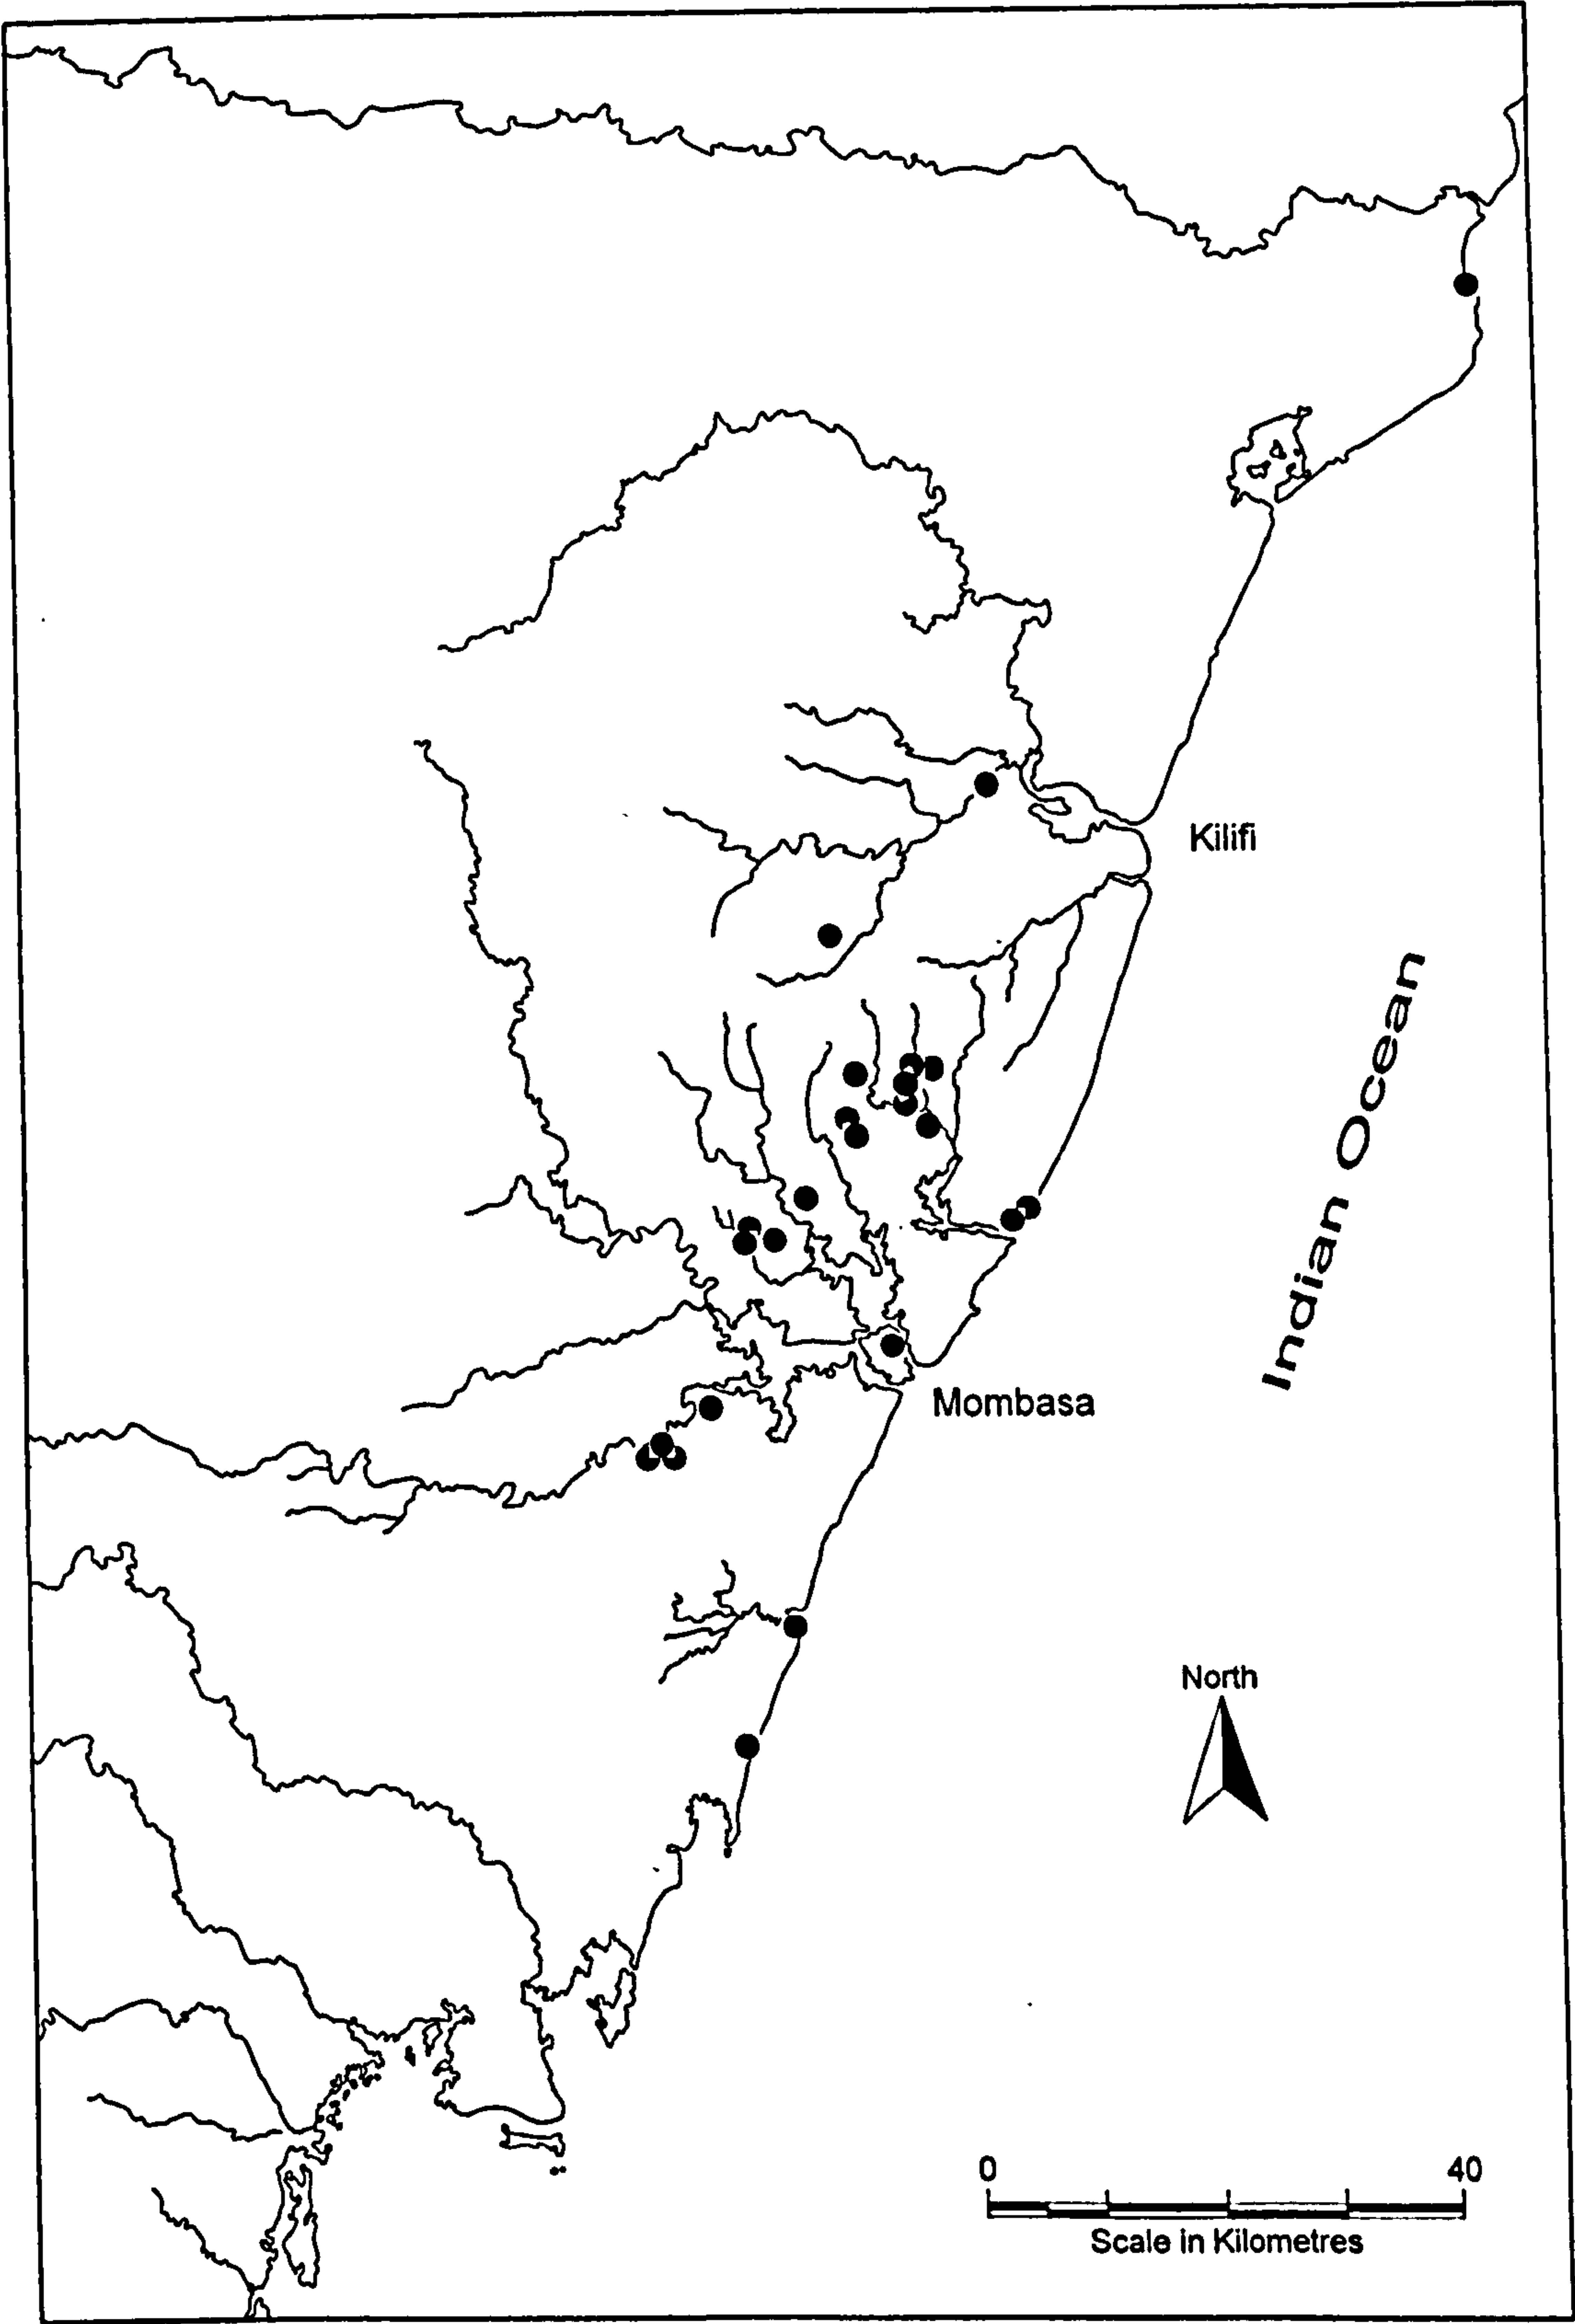 Kilifi
Indian Ocean
Mombasa
North
0 40
Scale in Kilometres